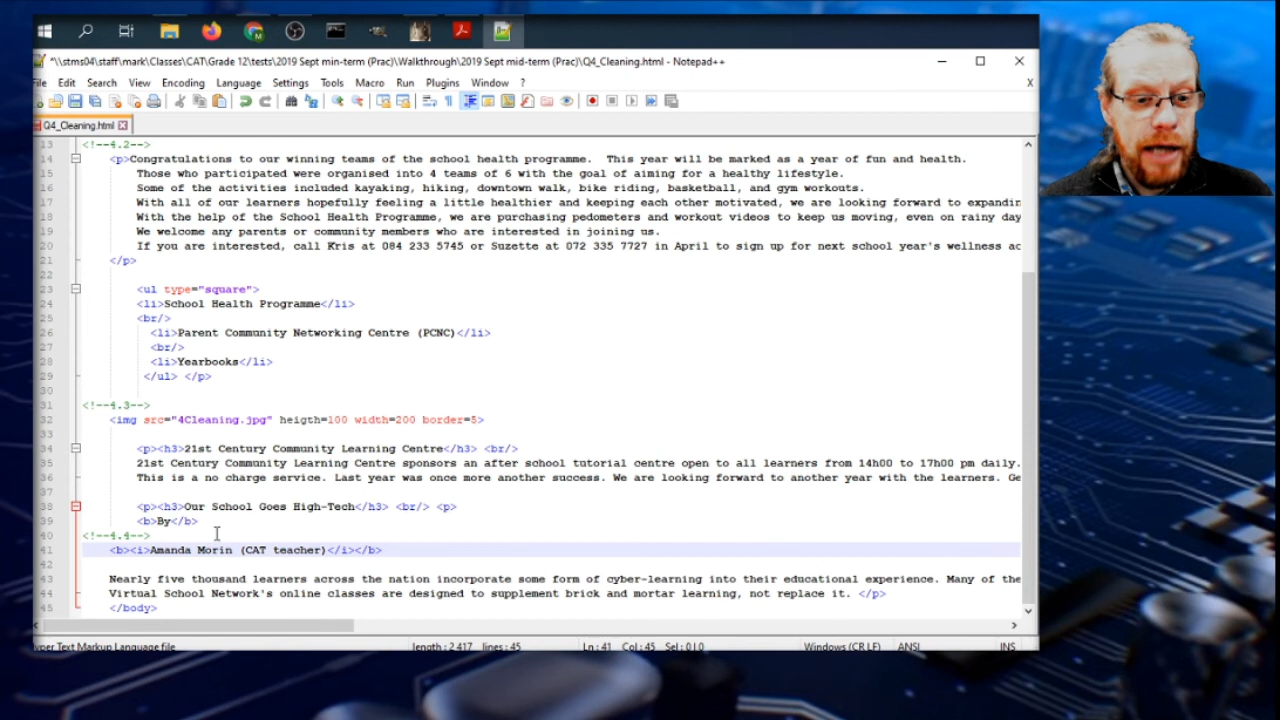 *\\stms04\staff\mark\Classes\CAT\Grade 12\tests\2019 Sept min-term (Prac)\Walkthrough\2019 Sept mid-term (Prac)\Q4_Cleaning.html - Notepad++
File Edit Search View Encoding Language Settings Tools Macro Run Plugins Window ? X
Q4_Cleaning.html
13 <!--4.2-->
14 <p>Congratulations to our winning teams of the school health programme. This year will be marked as a year of fun and health.
15 Those who participated were organised into 4 teams of 6 with the goal of aiming for a healthy lifestyle.
16 Some of the activities included kayaking, hiking, downtown walk, bike riding, basketball, and gym workouts.
17 With all of our learners hopefully feeling a little healthier and keeping each other motivated, we are looking forward to expandin
18 With the help of the School Health Programme, we are purchasing pedometers and workout videos to keep us moving, even on rainy day
19 We welcome any parents or community members who are interested in joining us.
20 If you are interested, call Kris at 084 233 5745 or Suzette at 072 335 7727 in April to sign up for next school year's wellness ac
21 </p>
22
23 <ul type="square">
24 <li>School Health Programme</li>
25 <br/>
26 <li>Parent Community Networking Centre (PCNC)</li>
27 <br/>
28 <li>Yearbooks</li>
29 </ul> </p>
30
31 <!--4.3-->
32 <img src="4Cleaning.jpg" heigth=100 width=200 border=5>
33
34 <p><h3>21st Century Community Learning Centre</h3> <br/>
35 21st Century Community Learning Centre sponsors an after school tutorial centre open to all learners from 14h00 to 17h00 pm daily.
36 This is a no charge service. Last year was once more another success. We are looking forward to another year with the learners. Ge
37
38 <p><h3>Our School Goes High-Tech</h3> <br/> <p>
39 <b>By</b>
40 <!--4.4-->
41 <b><i>Amanda Morin (CAT teacher)</i></b>
42
43 Nearly five thousand learners across the nation incorporate some form of cyber-learning into their educational experience. Many of the
44 Virtual School Network's online classes are designed to supplement brick and mortar learning, not replace it. </p>
45 </body>
yper Text Markup Language file length : 2 417 lines : 45 Ln : 41 Col : 45 Sel : 0 | 0 Windows (CR LF) ANSI INS